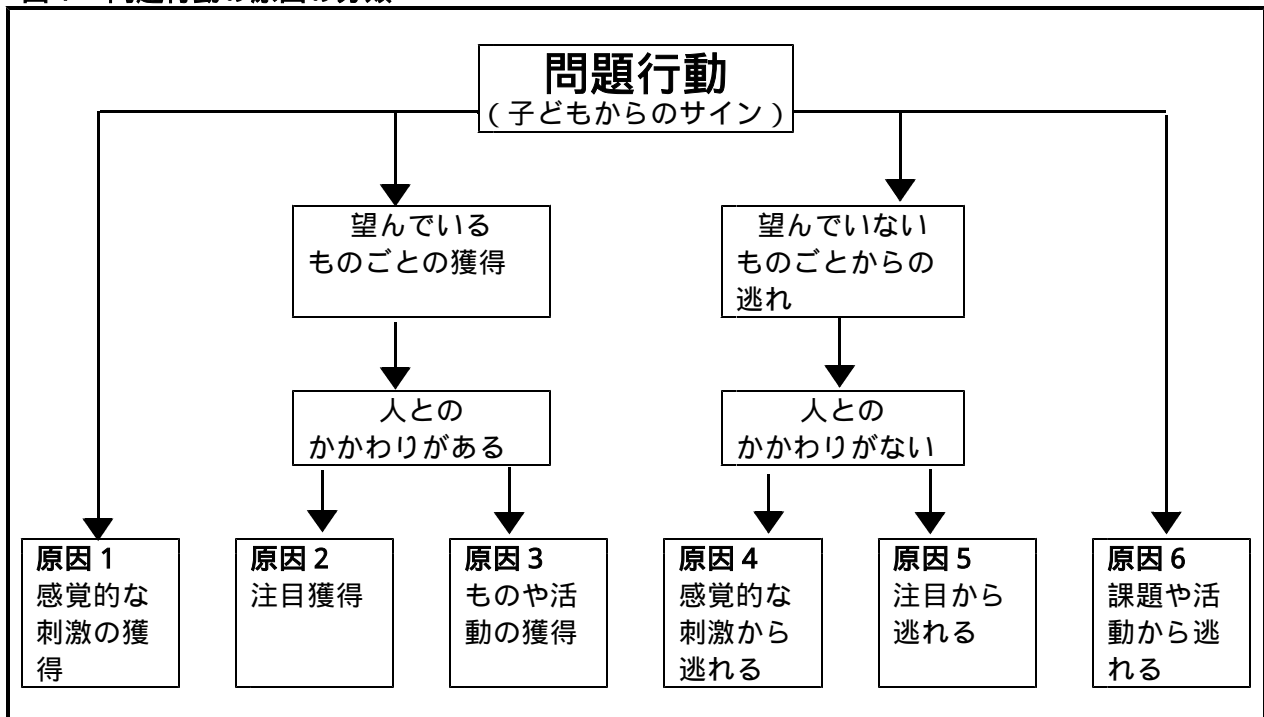 問題行動
（子どもからのサイン）
望んでいる
ものごとの獲得
望んでいない
ものごとからの
逃れ
人との
かかわりがある
人との
かかわりがない
原因１
感覚的な
刺激の獲
得
原因２
注目獲得
原因３
ものや活
動の獲得
原因４
感覚的な
刺激から
逃れる
原因５
注目から
逃れる
原因６
課題や活
動から逃
れる